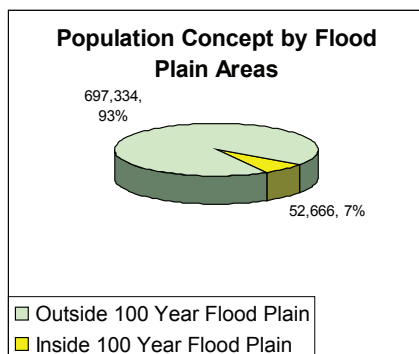 Population Concept by Flood
Plain Areas
697,334,
93%
52,666, 7%
Outside 100 Year Flood Plain
Inside 100 Year Flood Plain